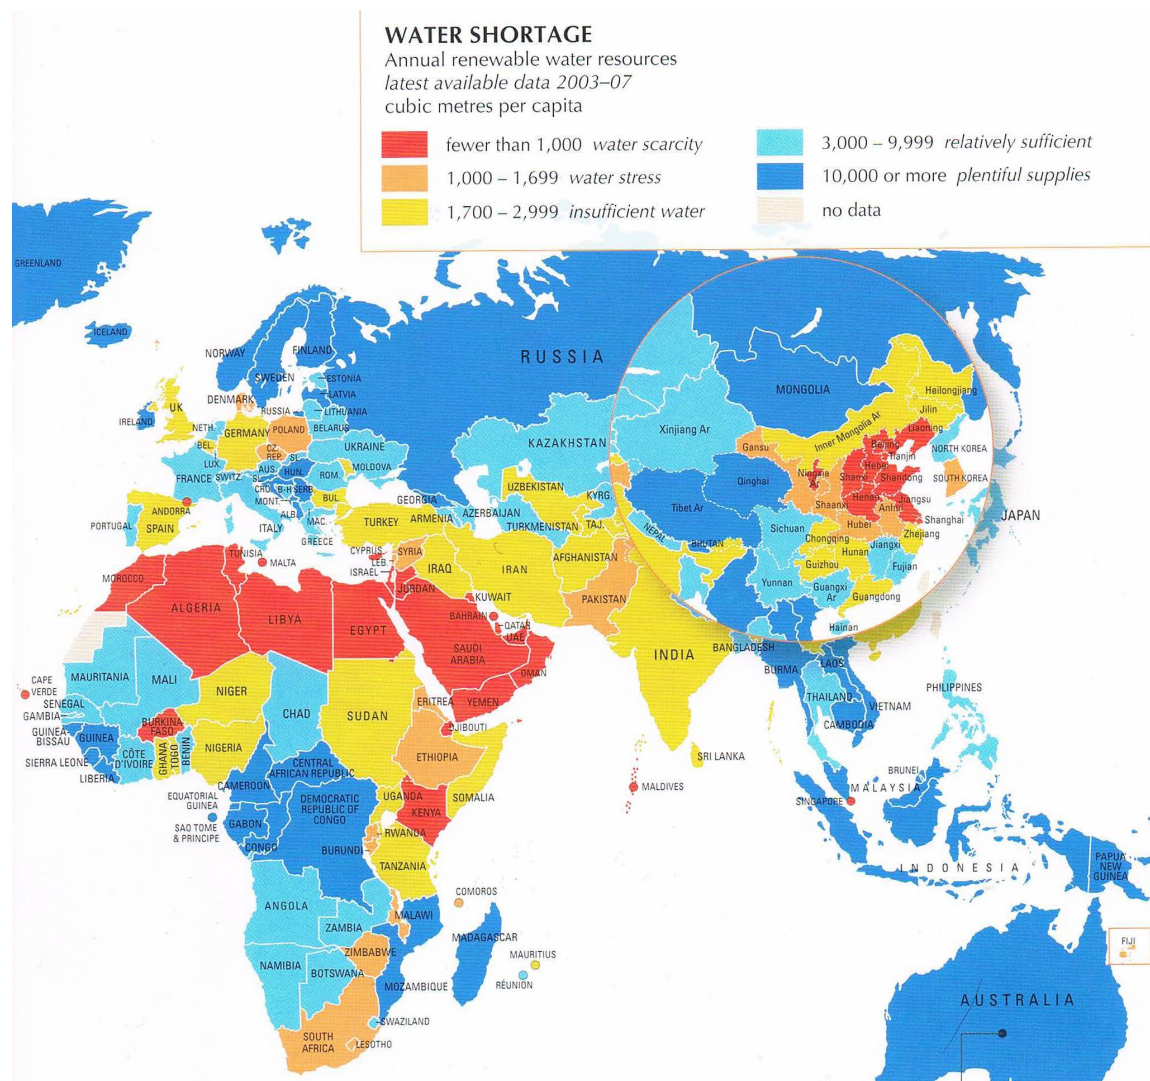 WATER SHORTAGE
Annual renewable water resources
latest available data 2003–07
cubic metres per capita
fewer than 1,000 water scarcity
1,000 – 1,699 water stress
1,700 – 2,999 insufficient water
3,000 – 9,999 relatively sufficient
10,000 or more plentiful supplies
no data
GREENLAND
ICELAND
NORWAY
FINLAND
SWEDEN
ESTONIA
LATVIA
LITHUANIA
RUSSIA
DENMARK
UK
IRELAND
NETH.
BEL.
LUX.
GERMANY
POLAND
BELARUS
CZ.
REP.
SL.
UKRAINE
MOLDOVA
FRANCE
SWITZ.
AUS.
HUN.
ROM.
SL.
CRO.
B-H
SERB.
MONT.
BUL.
ALB.
MAC.
ITALY
GREECE
ANDORRA
PORTUGAL
SPAIN
RUSSIA
KAZAKHSTAN
GEORGIA
ARMENIA
AZERBAIJAN
UZBEKISTAN
KYRG.
TURKMENISTAN
TAJ.
TURKEY
CYPRUS
SYRIA
LEB.
ISRAEL
IRAQ
IRAN
AFGHANISTAN
PAKISTAN
JORDAN
KUWAIT
BAHRAIN
QATAR
UAE
SAUDI
ARABIA
OMAN
YEMEN
INDIA
SRI LANKA
MALDIVES
BANGLADESH
NEPAL
BHUTAN
MONGOLIA
Xinjiang Ar
Gansu
Inner Mongolia Ar
Heilongjiang
Jilin
Liaoning
Beijing
Tianjin
Hebei
Ningxia
Ar
Shanxi
Shandong
Qinghai
Henan
Jiangsu
Shaanxi
Anhui
Tibet Ar
Hubei
Shanghai
Sichuan
Chongqing
Zhejiang
Hunan
Jiangxi
Guizhou
Fujian
Yunnan
Guangxi
Ar
Guangdong
Hainan
NORTH KOREA
SOUTH KOREA
JAPAN
BURMA
LAOS
THAILAND
VIETNAM
CAMBODIA
PHILIPPINES
BRUNEI
MALAYSIA
SINGAPORE
INDONESIA
PAPUA
NEW
GUINEA
FIJI
AUSTRALIA
TUNISIA
MALTA
MOROCCO
ALGERIA
LIBYA
EGYPT
CAPE
VERDE
MAURITANIA
MALI
NIGER
CHAD
SUDAN
ERITREA
DJIBOUTI
SENEGAL
GAMBIA
GUINEA-
BISSAU
GUINEA
SIERRA LEONE
LIBERIA
CÔTE
D'IVOIRE
BURKINA
FASO
GHANA
TOGO
BENIN
NIGERIA
CAMEROON
CENTRAL
AFRICAN REPUBLIC
ETHIOPIA
SOMALIA
EQUATORIAL
GUINEA
SAO TOME
& PRINCIPE
GABON
CONGO
DEMOCRATIC
REPUBLIC OF
CONGO
UGANDA
KENYA
RWANDA
BURUNDI
TANZANIA
COMOROS
ANGOLA
ZAMBIA
MALAWI
ZIMBABWE
MOZAMBIQUE
MADAGASCAR
MAURITIUS
RÉUNION
NAMIBIA
BOTSWANA
SWAZILAND
SOUTH
AFRICA
LESOTHO